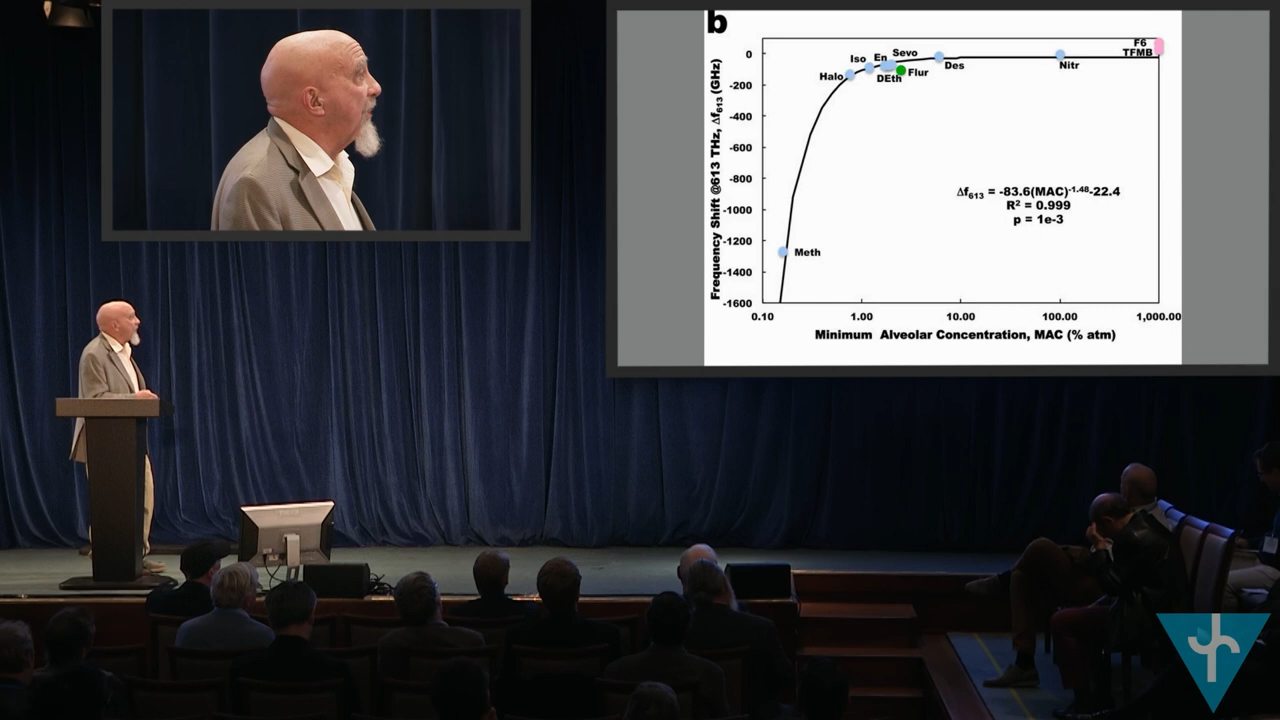 b
0
-200
-400
-600
-800
-1000
-1200
-1400
-1600
Frequency Shift @613 THz, Δf613 (GHz)
F6
TFMB
Sevo
Iso
En
Des
Nitr
Halo
DEth
Flur
Δf613 = -83.6(MAC)-1.48-22.4
R2 = 0.999
p = 1e-3
Meth
0.10
1.00
10.00
100.00
1,000.00
Minimum Alveolar Concentration, MAC (% atm)